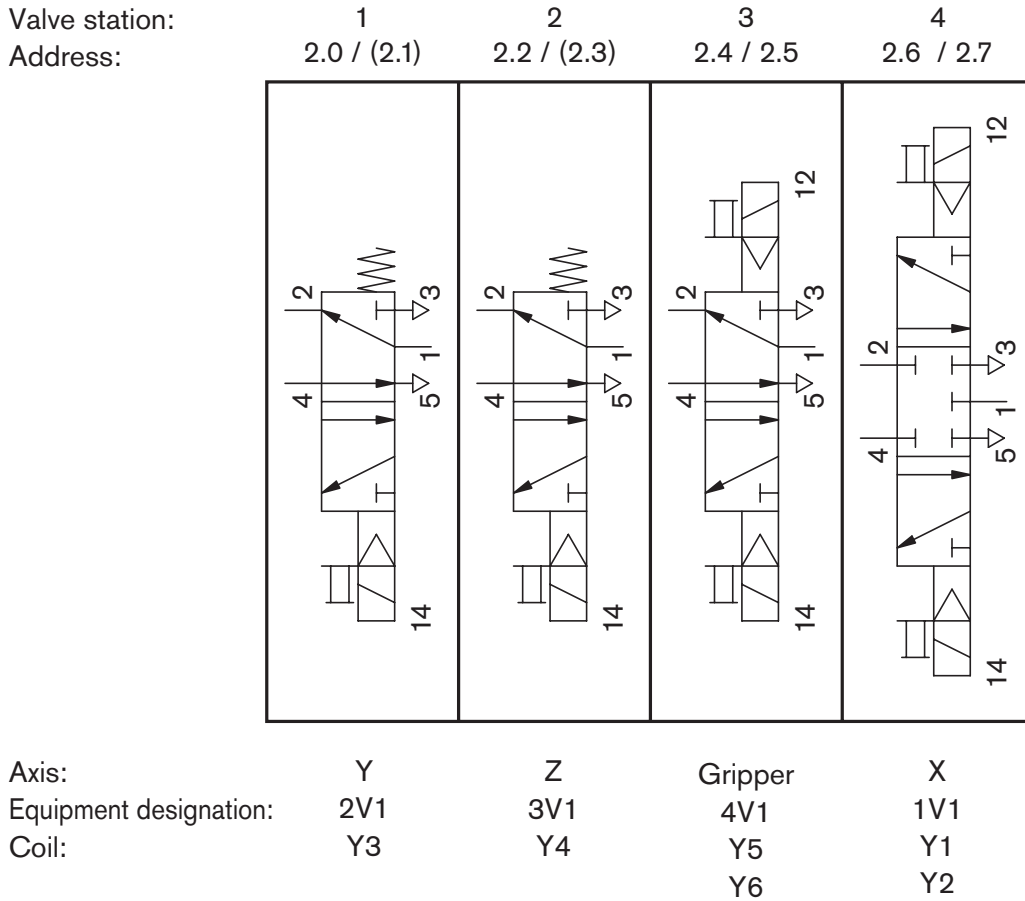 Valve station: 1 2 3 4
Address: 2.0 / (2.1) 2.2 / (2.3) 2.4 / 2.5 2.6 / 2.7
12
12
2 3 2 3 2 3
1 1 1
2 3
1
4 5 4 5 4 5
4 5
14 14 14
14
Axis: Y Z Gripper X
Equipment designation: 2V1 3V1 4V1 1V1
Coil: Y3 Y4 Y5 Y1
Y6 Y2